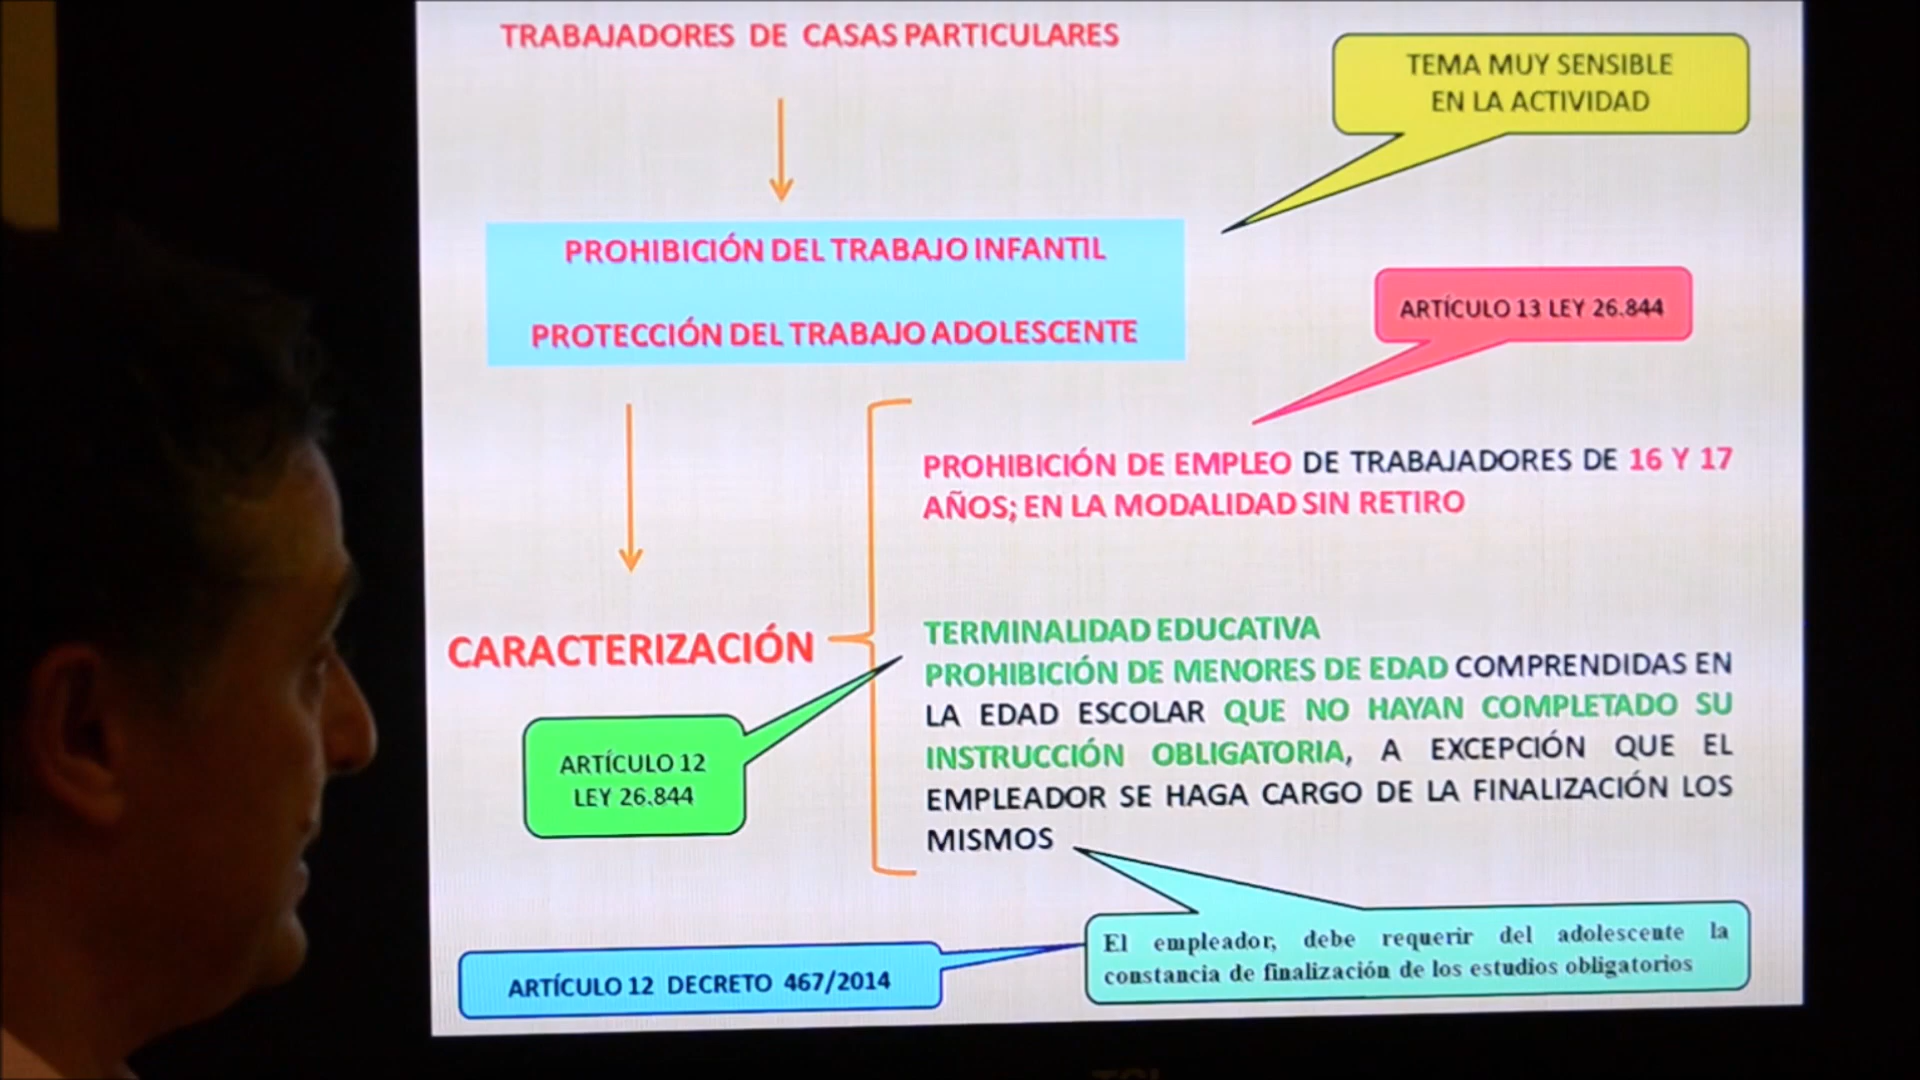 TRABAJADORES DE CASAS PARTICULARES
TEMA MUY SENSIBLE
EN LA ACTIVIDAD
PROHIBICIÓN DEL TRABAJO INFANTIL
PROTECCIÓN DEL TRABAJO ADOLESCENTE
ARTÍCULO 13 LEY 26.844
PROHIBICIÓN DE EMPLEO DE TRABAJADORES DE 16 Y 17
AÑOS; EN LA MODALIDAD SIN RETIRO
CARACTERIZACIÓN
TERMINALIDAD EDUCATIVA
PROHIBICIÓN DE MENORES DE EDAD COMPRENDIDAS EN
LA EDAD ESCOLAR QUE NO HAYAN COMPLETADO SU
INSTRUCCIÓN OBLIGATORIA, A EXCEPCIÓN QUE EL
EMPLEADOR SE HAGA CARGO DE LA FINALIZACIÓN LOS
MISMOS
ARTÍCULO 12
LEY 26.844
El empleador, debe requerir del adolescente la
constancia de finalización de los estudios obligatorios
ARTÍCULO 12 DECRETO 467/2014